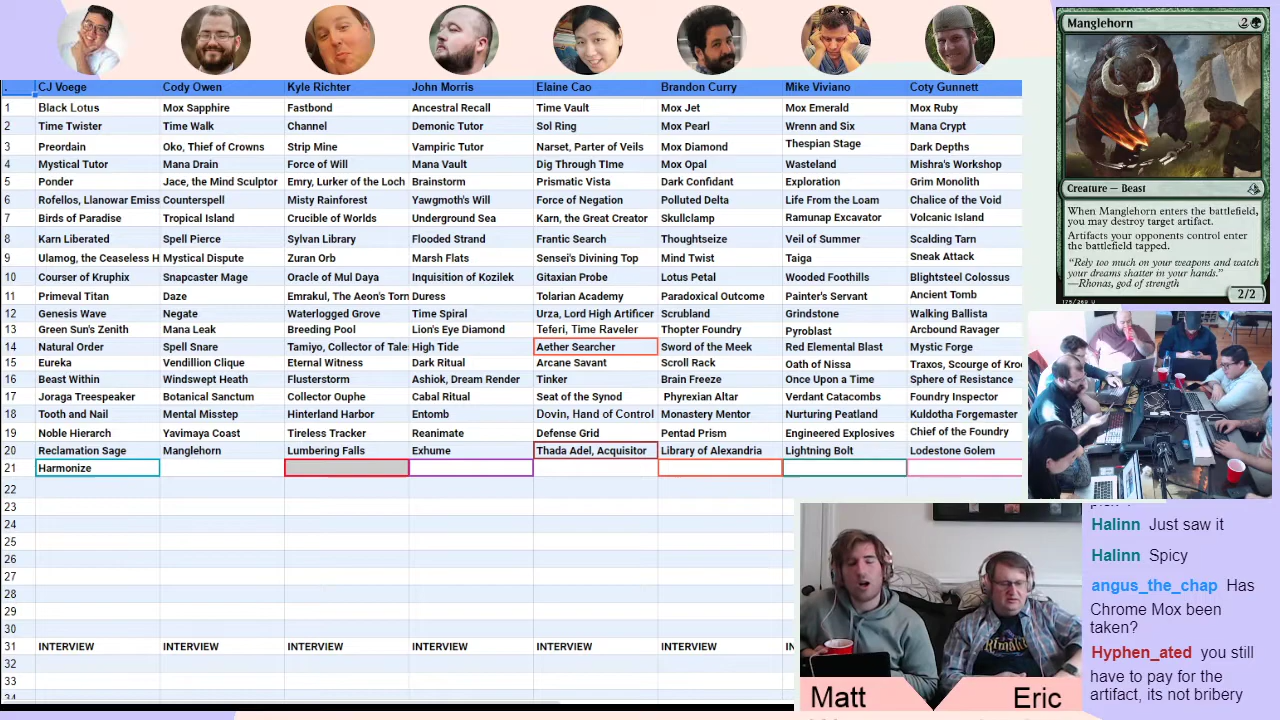 . CJ Voege Cody Owen Kyle Richter John Morris Elaine Cao Brandon Curry Mike Viviano Coty Gunnett
1 Black Lotus Mox Sapphire Fastbond Ancestral Recall Time Vault Mox Jet Mox Emerald Mox Ruby
2 Time Twister Time Walk Channel Demonic Tutor Sol Ring Mox Pearl Wrenn and Six Mana Crypt
3 Preordain Oko, Thief of Crowns Strip Mine Vampiric Tutor Narset, Parter of Veils Mox Diamond Thespian Stage Dark Depths
4 Mystical Tutor Mana Drain Force of Will Mana Vault Dig Through TIme Mox Opal Wasteland Mishra's Workshop
5 Ponder Jace, the Mind Sculptor Emry, Lurker of the Loch Brainstorm Prismatic Vista Dark Confidant Exploration Grim Monolith
6 Rofellos, Llanowar Emiss Counterspell Misty Rainforest Yawgmoth's Will Force of Negation Polluted Delta Life From the Loam Chalice of the Void
7 Birds of Paradise Tropical Island Crucible of Worlds Underground Sea Karn, the Great Creator Skullclamp Ramunap Excavator Volcanic Island
8 Karn Liberated Spell Pierce Sylvan Library Flooded Strand Frantic Search Thoughtseize Veil of Summer Scalding Tarn
9 Ulamog, the Ceaseless H Mystical Dispute Zuran Orb Marsh Flats Sensei's Divining Top Mind Twist Taiga Sneak Attack
10 Courser of Kruphix Snapcaster Mage Oracle of Mul Daya Inquisition of Kozilek Gitaxian Probe Lotus Petal Wooded Foothills Blightsteel Colossus
11 Primeval Titan Daze Emrakul, The Aeon's Torn Duress Tolarian Academy Paradoxical Outcome Painter's Servant Ancient Tomb
12 Genesis Wave Negate Waterlogged Grove Time Spiral Urza, Lord High Artificer Scrubland Grindstone Walking Ballista
13 Green Sun's Zenith Mana Leak Breeding Pool Lion's Eye Diamond Teferi, Time Raveler Thopter Foundry Pyroblast Arcbound Ravager
14 Natural Order Spell Snare Tamiyo, Collector of Tale High Tide Aether Searcher Sword of the Meek Red Elemental Blast Mystic Forge
15 Eureka Vendillion Clique Eternal Witness Dark Ritual Arcane Savant Scroll Rack Oath of Nissa Traxos, Scourge of Kro
16 Beast Within Windswept Heath Flusterstorm Ashiok, Dream Render Tinker Brain Freeze Once Upon a Time Sphere of Resistance
17 Joraga Treespeaker Botanical Sanctum Collector Ouphe Cabal Ritual Seat of the Synod Phyrexian Altar Verdant Catacombs Foundry Inspector
18 Tooth and Nail Mental Misstep Hinterland Harbor Entomb Dovin, Hand of Control Monastery Mentor Nurturing Peatland Kuldotha Forgemaster
19 Noble Hierarch Yavimaya Coast Tireless Tracker Reanimate Defense Grid Pentad Prism Engineered Explosives Chief of the Foundry
20 Reclamation Sage Manglehorn Lumbering Falls Exhume Thada Adel, Acquisitor Library of Alexandria Lightning Bolt Lodestone Golem
21 Harmonize
22
23
24
25
26
27
28
29
30
31 INTERVIEW INTERVIEW INTERVIEW INTERVIEW INTERVIEW INTERVIEW IN
32
33
34
Manglehorn 2
Creature — Beast
When Manglehorn enters the battlefield,
you may destroy target artifact.
Artifacts your opponents control enter
the battlefield tapped.
"Rely too much on your weapons and watch
your dreams shatter in your hands."
—Rhonas, god of strength
2/2
Halinn Just saw it
Halinn Spicy
angus_the_chap Has
Chrome Mox been
taken?
Hyphen_ated you still
have to pay for the
artifact, its not bribery
Matt Eric